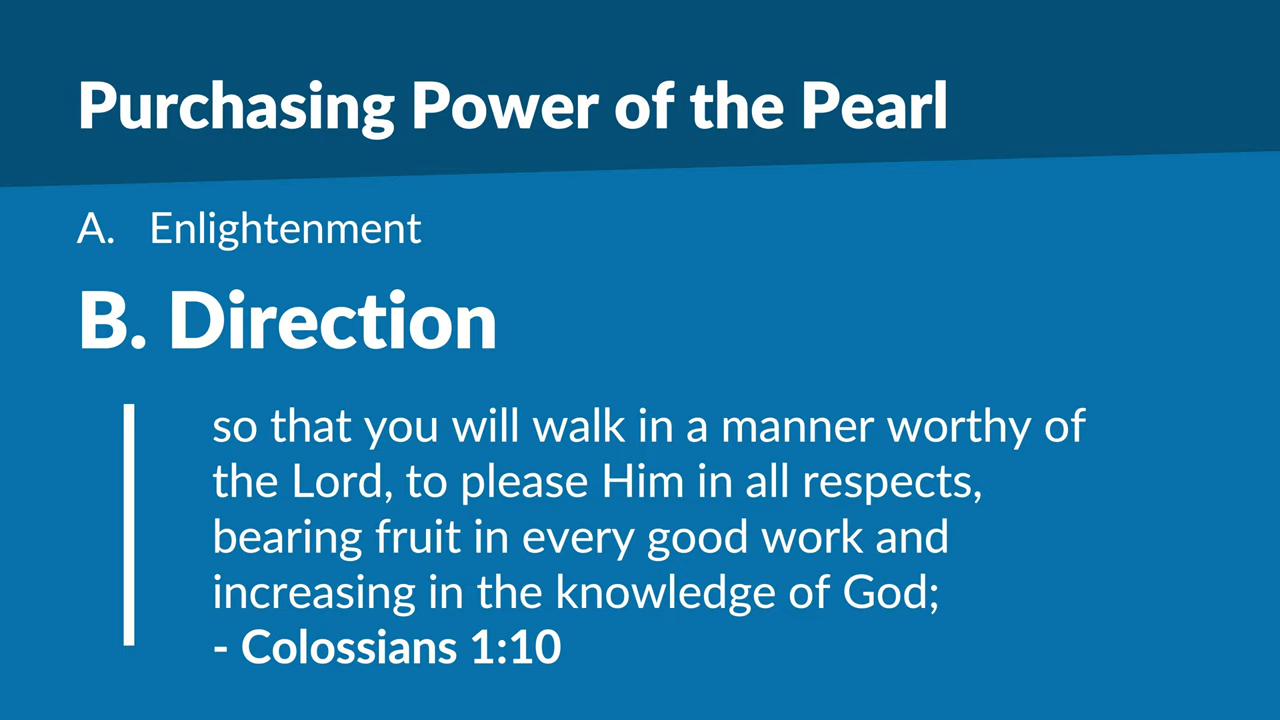 Purchasing Power of the Pearl
A. Enlightenment
B. Direction
so that you will walk in a manner worthy of
the Lord, to please Him in all respects,
bearing fruit in every good work and
increasing in the knowledge of God;
- Colossians 1:10